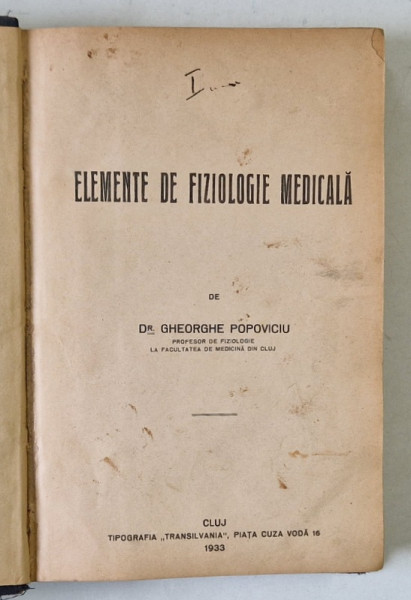 I
ELEMENTE DE FIZIOLOGIE MEDICALĂ
DE
DR. GHEORGHE POPOVICIU
PROFESOR DE FIZIOLOGIE
LA FACULTATEA DE MEDICINĂ DIN CLUJ
CLUJ
TIPOGRAFIA „TRANSILVANIA", PIAȚA CUZA VODĂ 16
1933